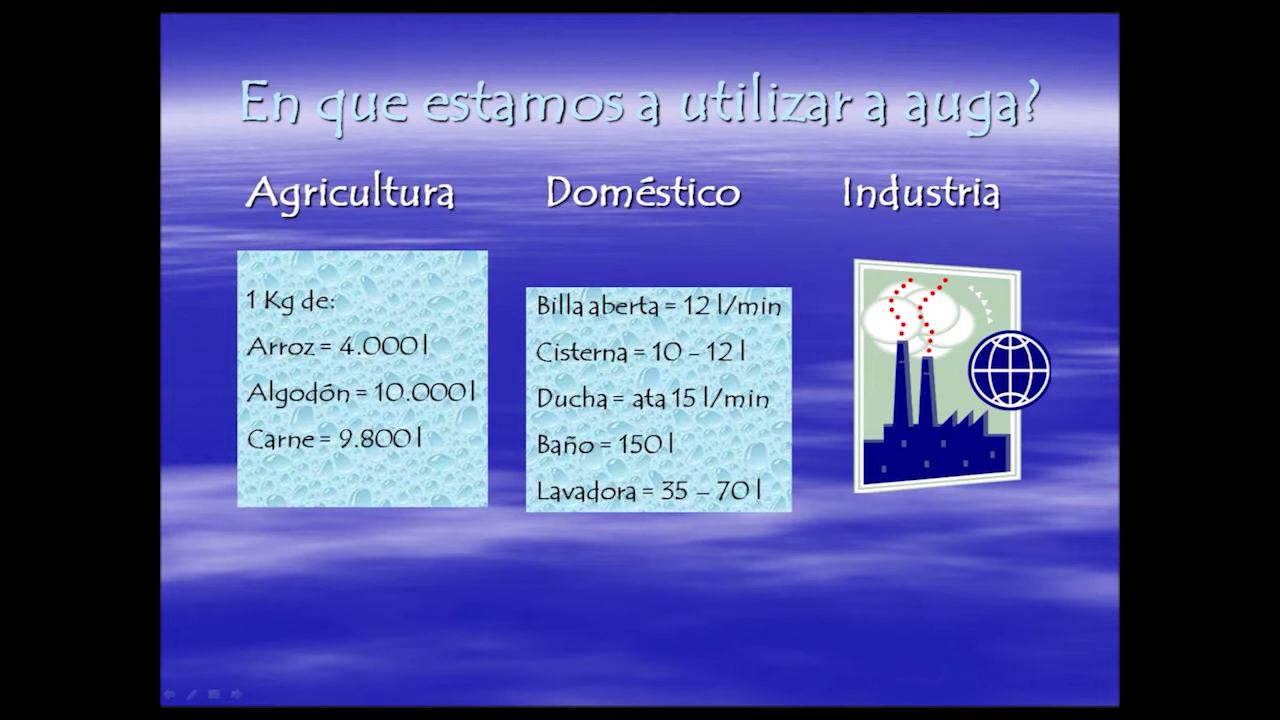 En que estamos a utilizar a auga?
Agricultura
1 Kg de:
Arroz = 4.000 l
Algodón = 10.000 l
Carne = 9.800 l
Doméstico
Billa aberta = 12 l/min
Cisterna = 10 – 12 l
Ducha = ata 15 l/min
Baño = 150 l
Lavadora = 35 – 70 l
Industria